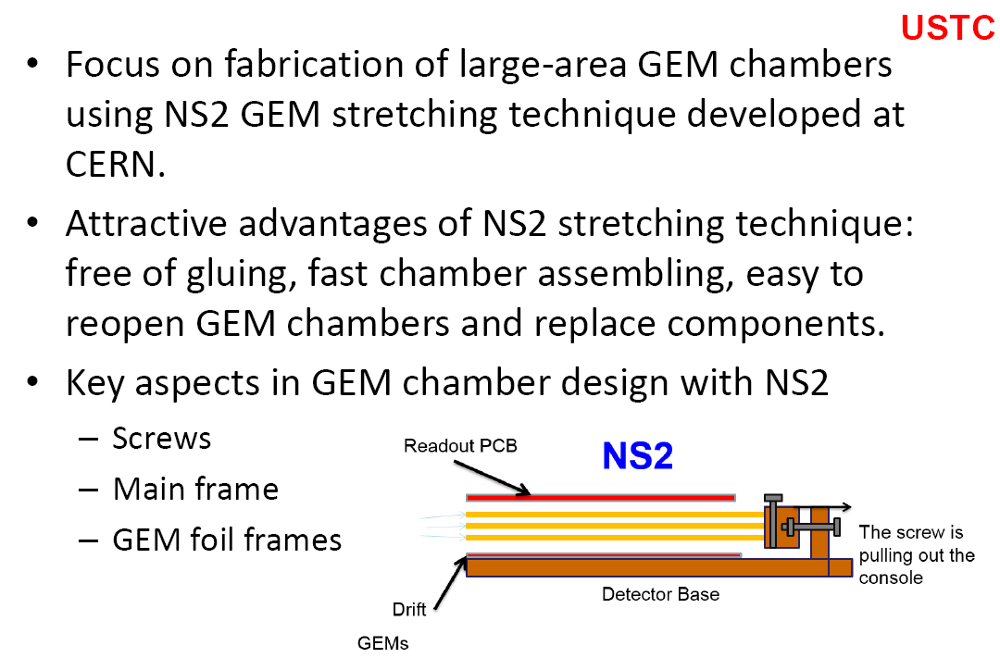 USTC
• Focus on fabrication of large-area GEM chambers
using NS2 GEM stretching technique developed at
CERN.
• Attractive advantages of NS2 stretching technique:
free of gluing, fast chamber assembling, easy to
reopen GEM chambers and replace components.
• Key aspects in GEM chamber design with NS2
– Screws
– Main frame
– GEM foil frames
Readout PCB
NS2
The screw is
pulling out the
console
Detector Base
Drift
GEMs